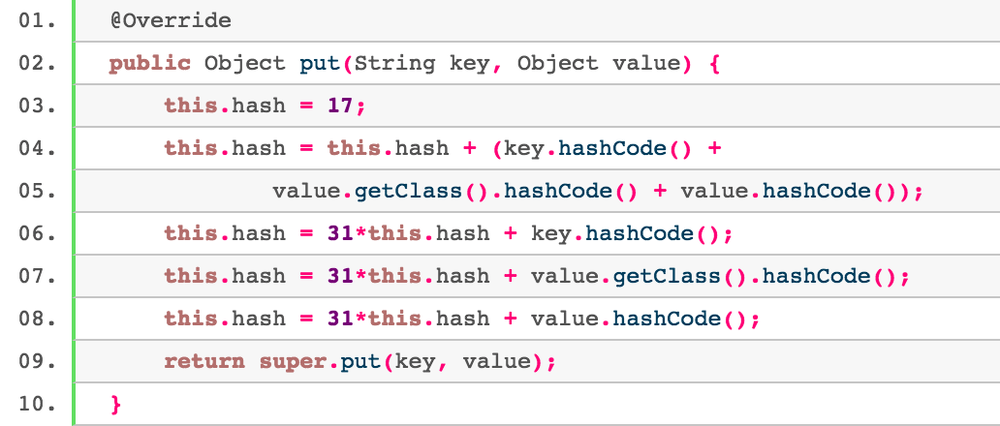 01. @Override
02. public Object put(String key, Object value) {
03. this.hash = 17;
04. this.hash = this.hash + (key.hashCode() +
05. value.getClass().hashCode() + value.hashCode());
06. this.hash = 31*this.hash + key.hashCode();
07. this.hash = 31*this.hash + value.getClass().hashCode();
08. this.hash = 31*this.hash + value.hashCode();
09. return super.put(key, value);
10. }